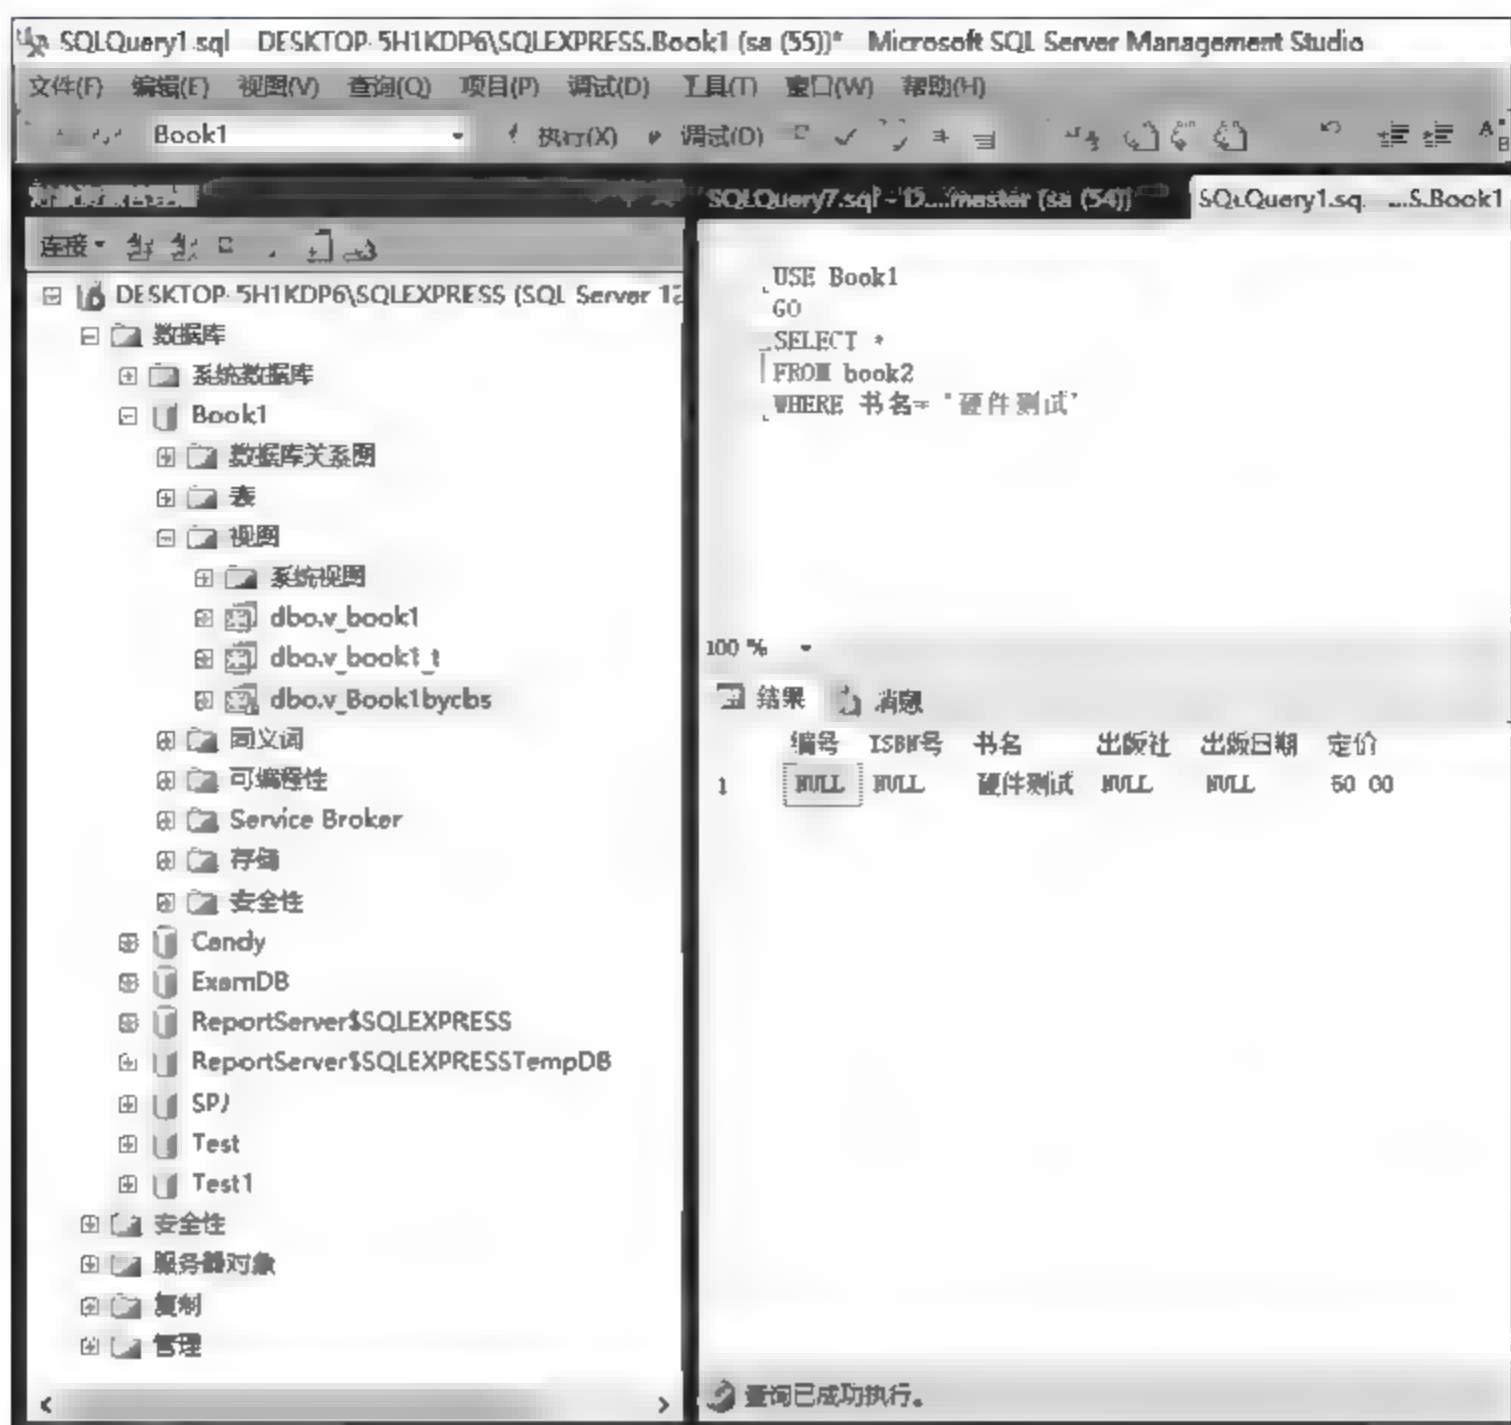 SQLQuery1.sql DESKTOP-5H1KDP6\SQLEXPRESS.Book1 (sa (55))* Microsoft SQL Server Management Studio
文件(F) 编辑(E) 视图(V) 查询(Q) 项目(P) 调试(D) 工具(T) 窗口(W) 帮助(H)
Book1 执行(X) 调试(D)
SQLQuery7.sql - D....master (sa (54)) SQLQuery1.sq. ...S.Book1
连接
DESKTOP-5H1KDP6\SQLEXPRESS (SQL Server 12
数据库
系统数据库
Book1
数据库关系图
表
视图
系统视图
dbo.v_book1
dbo.v_book1_t
dbo.v_Book1bycbs
同义词
可编程性
Service Broker
存储
安全性
Candy
ExamDB
ReportServer$SQLEXPRESS
ReportServer$SQLEXPRESSTempDB
SPJ
Test
Test1
安全性
服务器对象
复制
管理
USE Book1
GO
SELECT *
FROM book2
WHERE 书名= '硬件测试'
100 %
结果 消息
编号 ISBN号 书名 出版社 出版日期 定价
1 NULL NULL 硬件测试 NULL NULL 50 00
查询已成功执行。